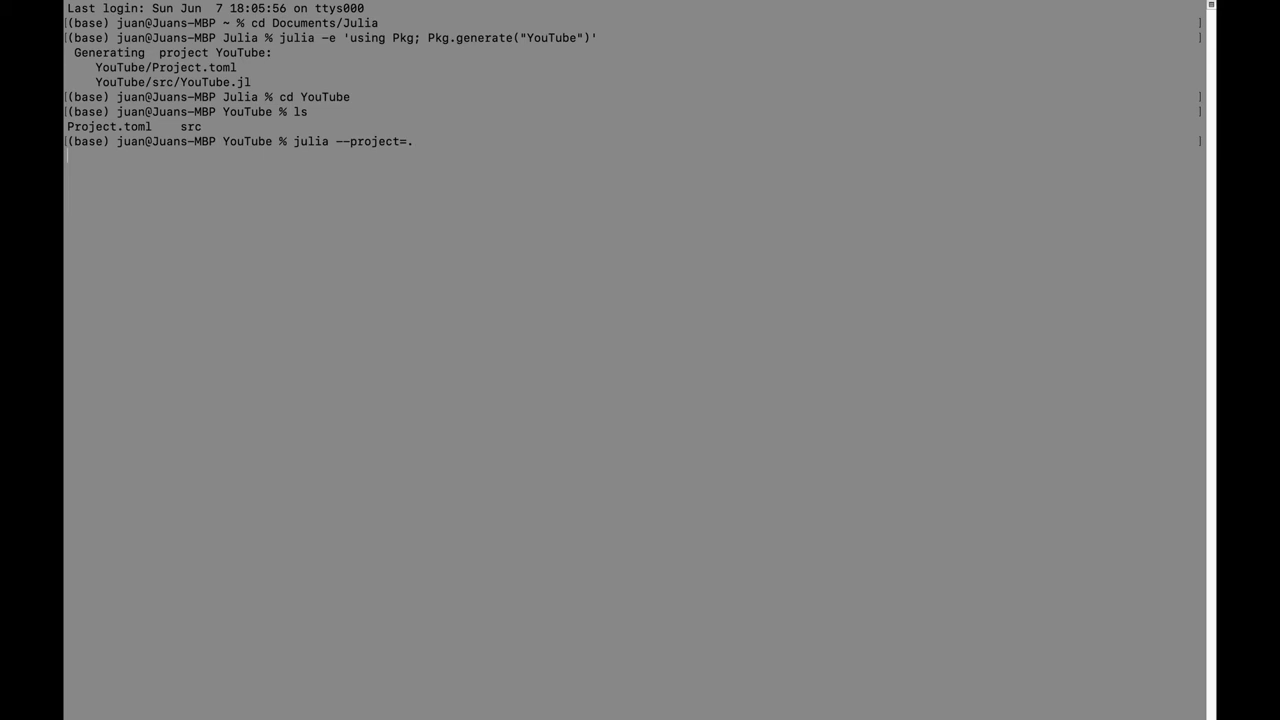 Last login: Sun Jun  7 18:05:56 on ttys000
[(base) juan@Juans-MBP ~ % cd Documents/Julia ]
[(base) juan@Juans-MBP Julia % julia -e 'using Pkg; Pkg.generate("YouTube")' ]
 Generating  project YouTube:
    YouTube/Project.toml
    YouTube/src/YouTube.jl
[(base) juan@Juans-MBP Julia % cd YouTube ]
[(base) juan@Juans-MBP YouTube % ls ]
Project.toml    src
[(base) juan@Juans-MBP YouTube % julia --project=. ]